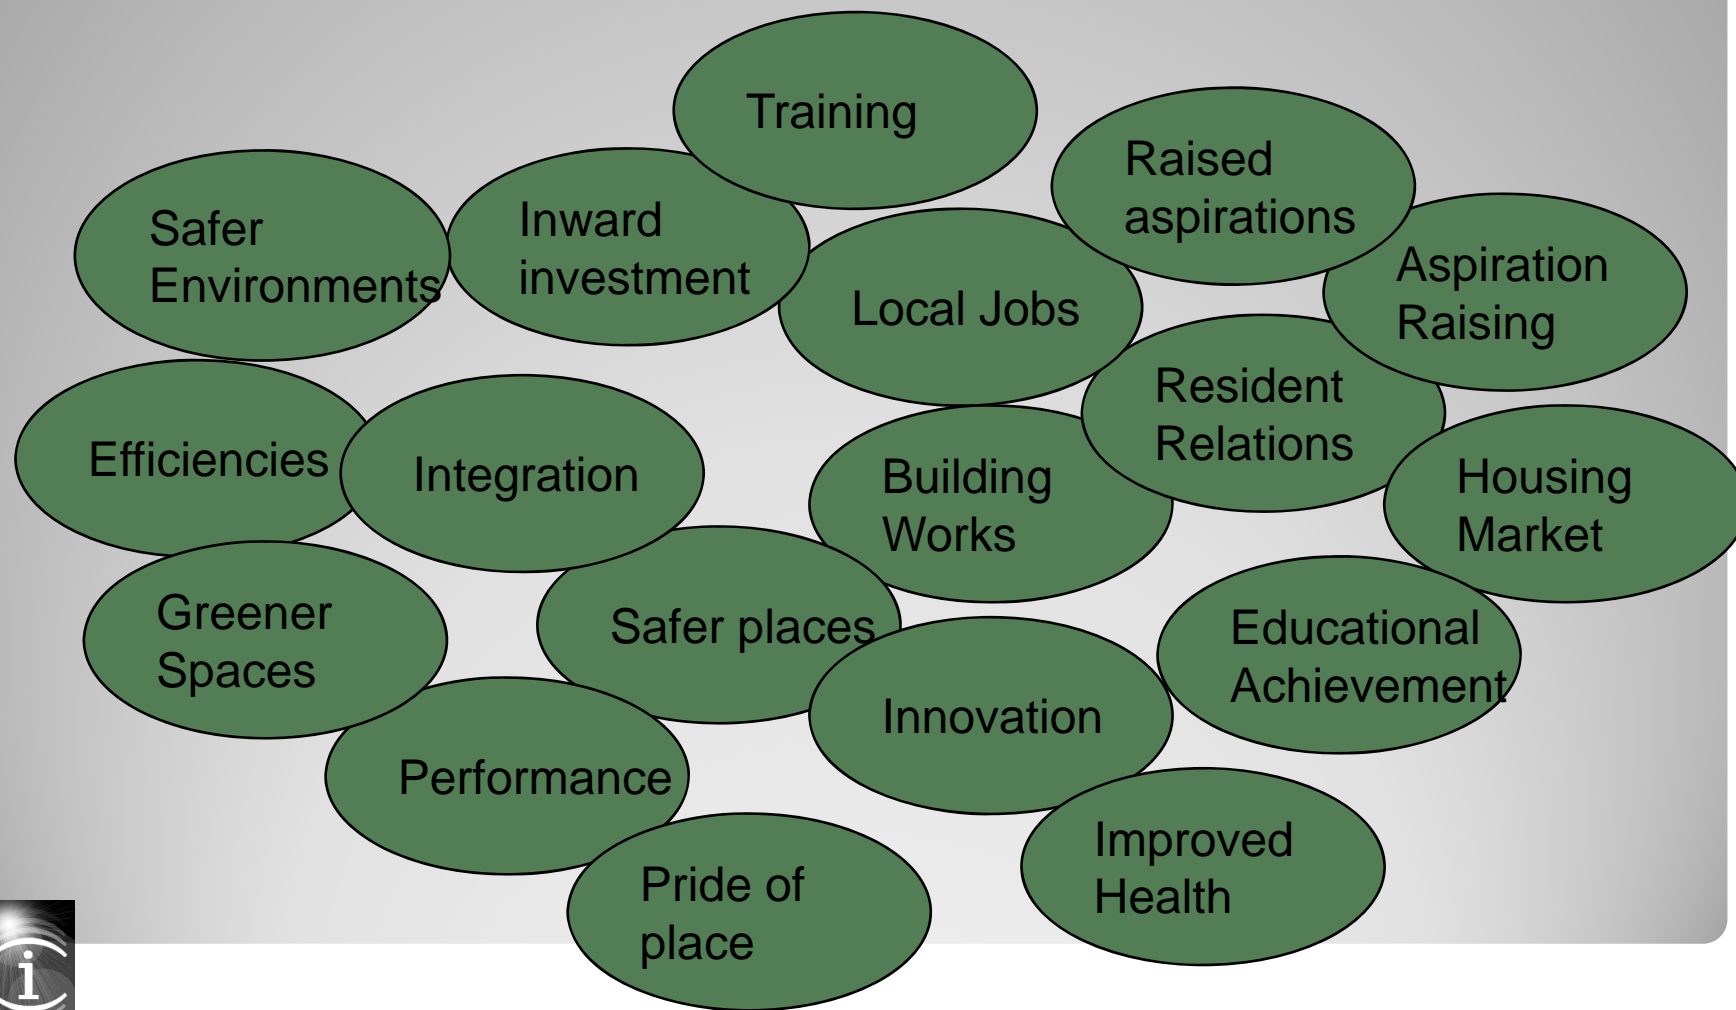 Training
Raised
aspirations
Safer
Environments
Inward
investment
Aspiration
Raising
Local Jobs
Resident
Relations
Efficiencies
Integration
Building
Works
Housing
Market
Greener
Spaces
Safer places
Educational
Achievement
Innovation
Performance
Improved
Health
Pride of
place
i